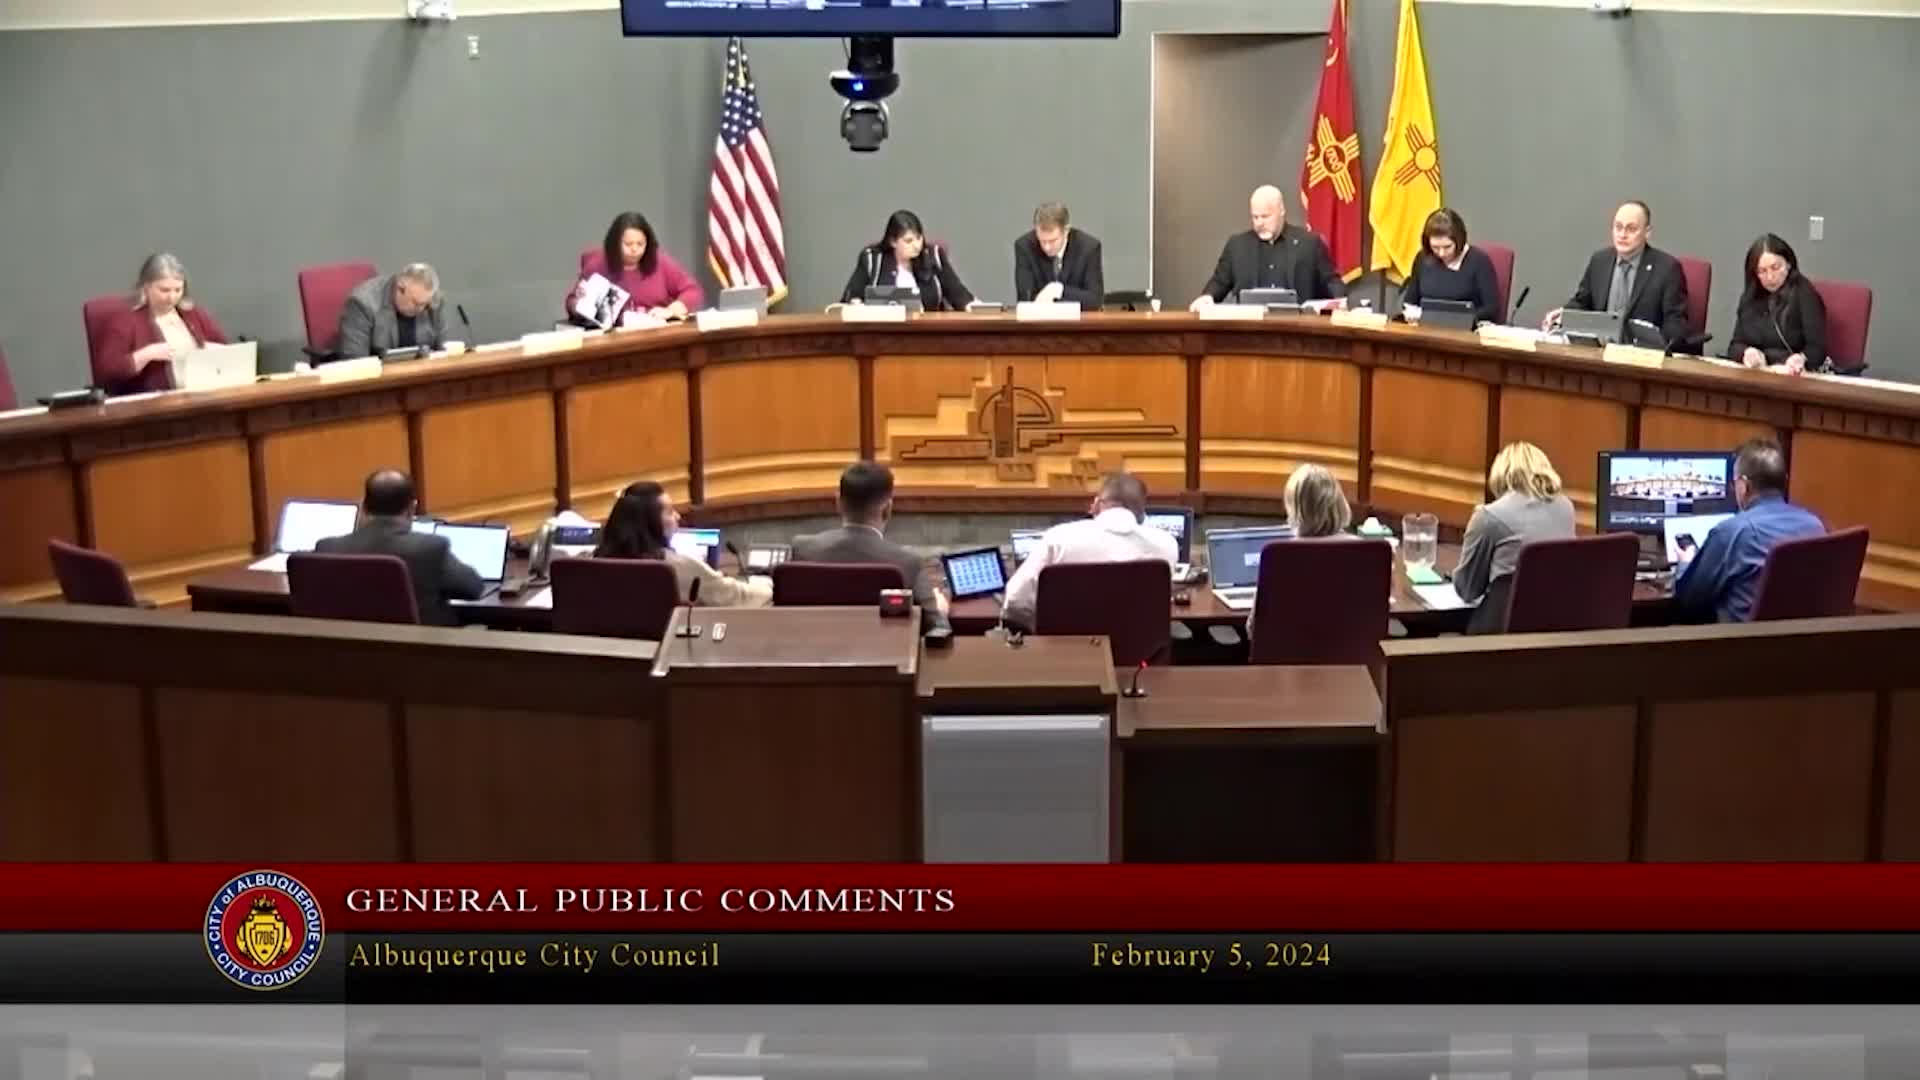 GENERAL PUBLIC COMMENTS
CITY of ALBUQUERQUE
1706
CITY COUNCIL
Albuquerque City Council
February 5, 2024